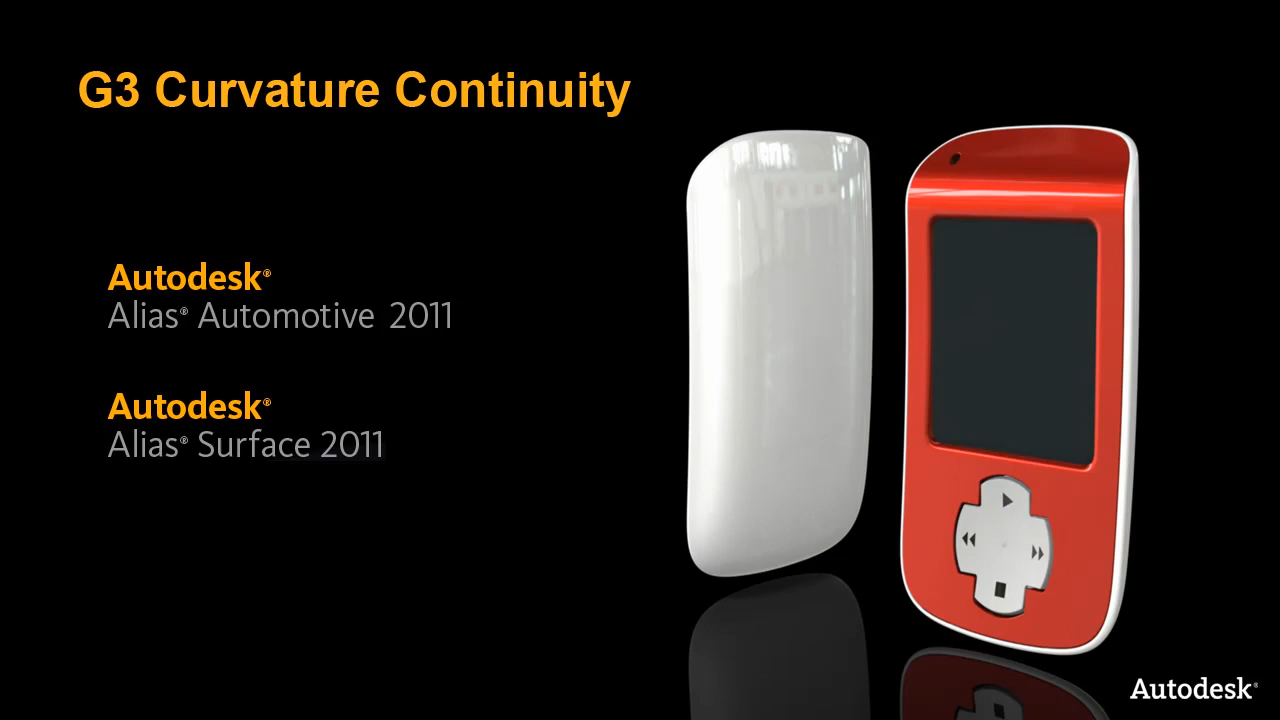 G3 Curvature Continuity
Autodesk®
Alias® Automotive 2011
Autodesk®
Alias® Surface 2011
Autodesk®